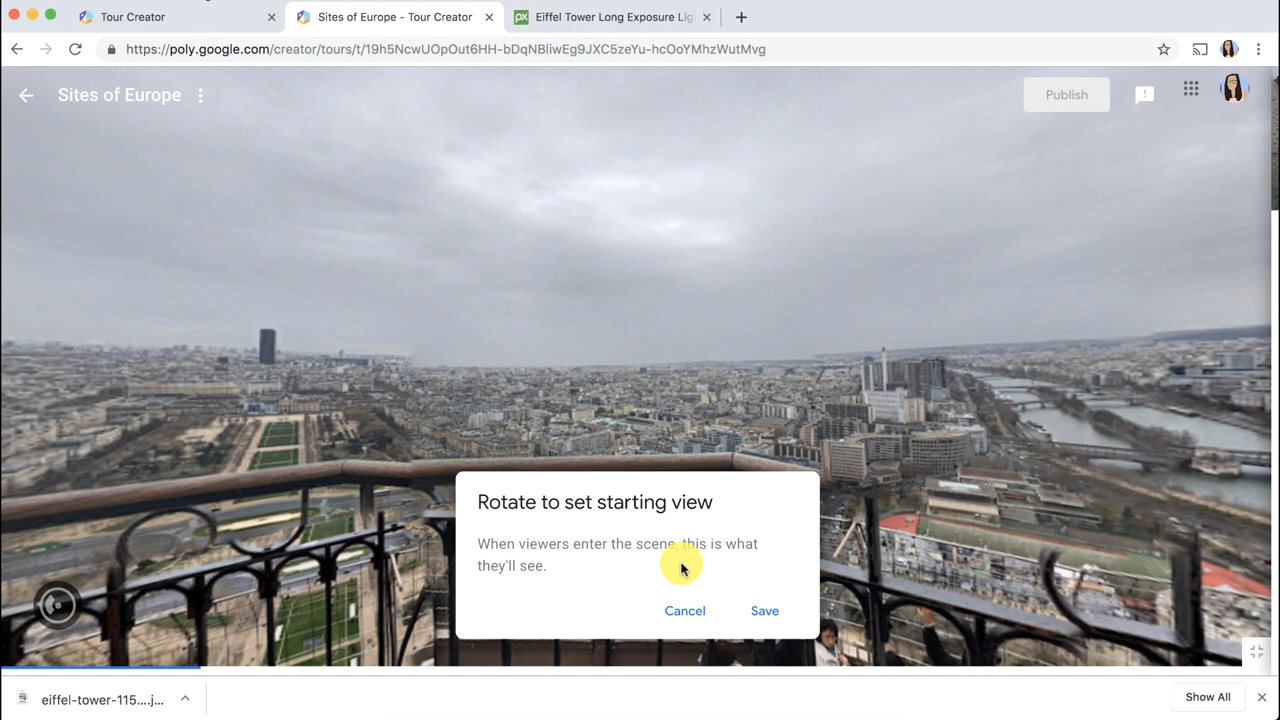 Tour Creator
Sites of Europe - Tour Creator
Eiffel Tower Long Exposure Lig
https://poly.google.com/creator/tours/t/19h5NcwUOpOut6HH-bDqNBliwEg9JXC5zeYu-hcOoYMhzWutMvg
Sites of Europe
Publish
Rotate to set starting view
When viewers enter the scene, this is what
they'll see.
Cancel
Save
eiffel-tower-115....j...
Show All